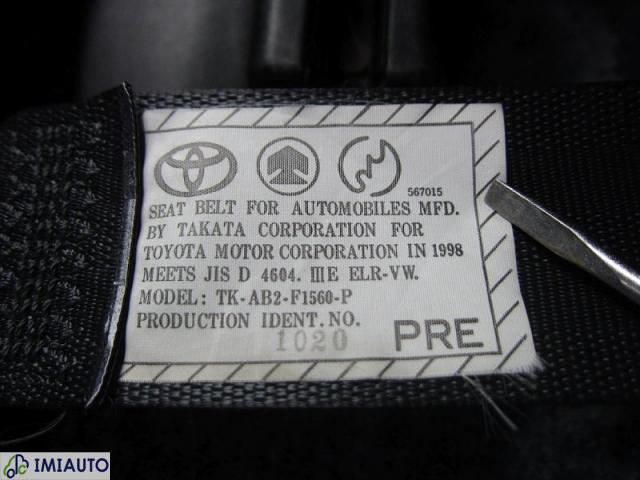 567015
SEAT BELT FOR AUTOMOBILES MFD.
BY TAKATA CORPORATION FOR
TOYOTA MOTOR CORPORATION IN 1998
MEETS JIS D 4604. ⅢE ELR-VW.
MODEL: TK-AB2-F1560-P
PRODUCTION IDENT. NO.
1020 PRE
IMIAUTO